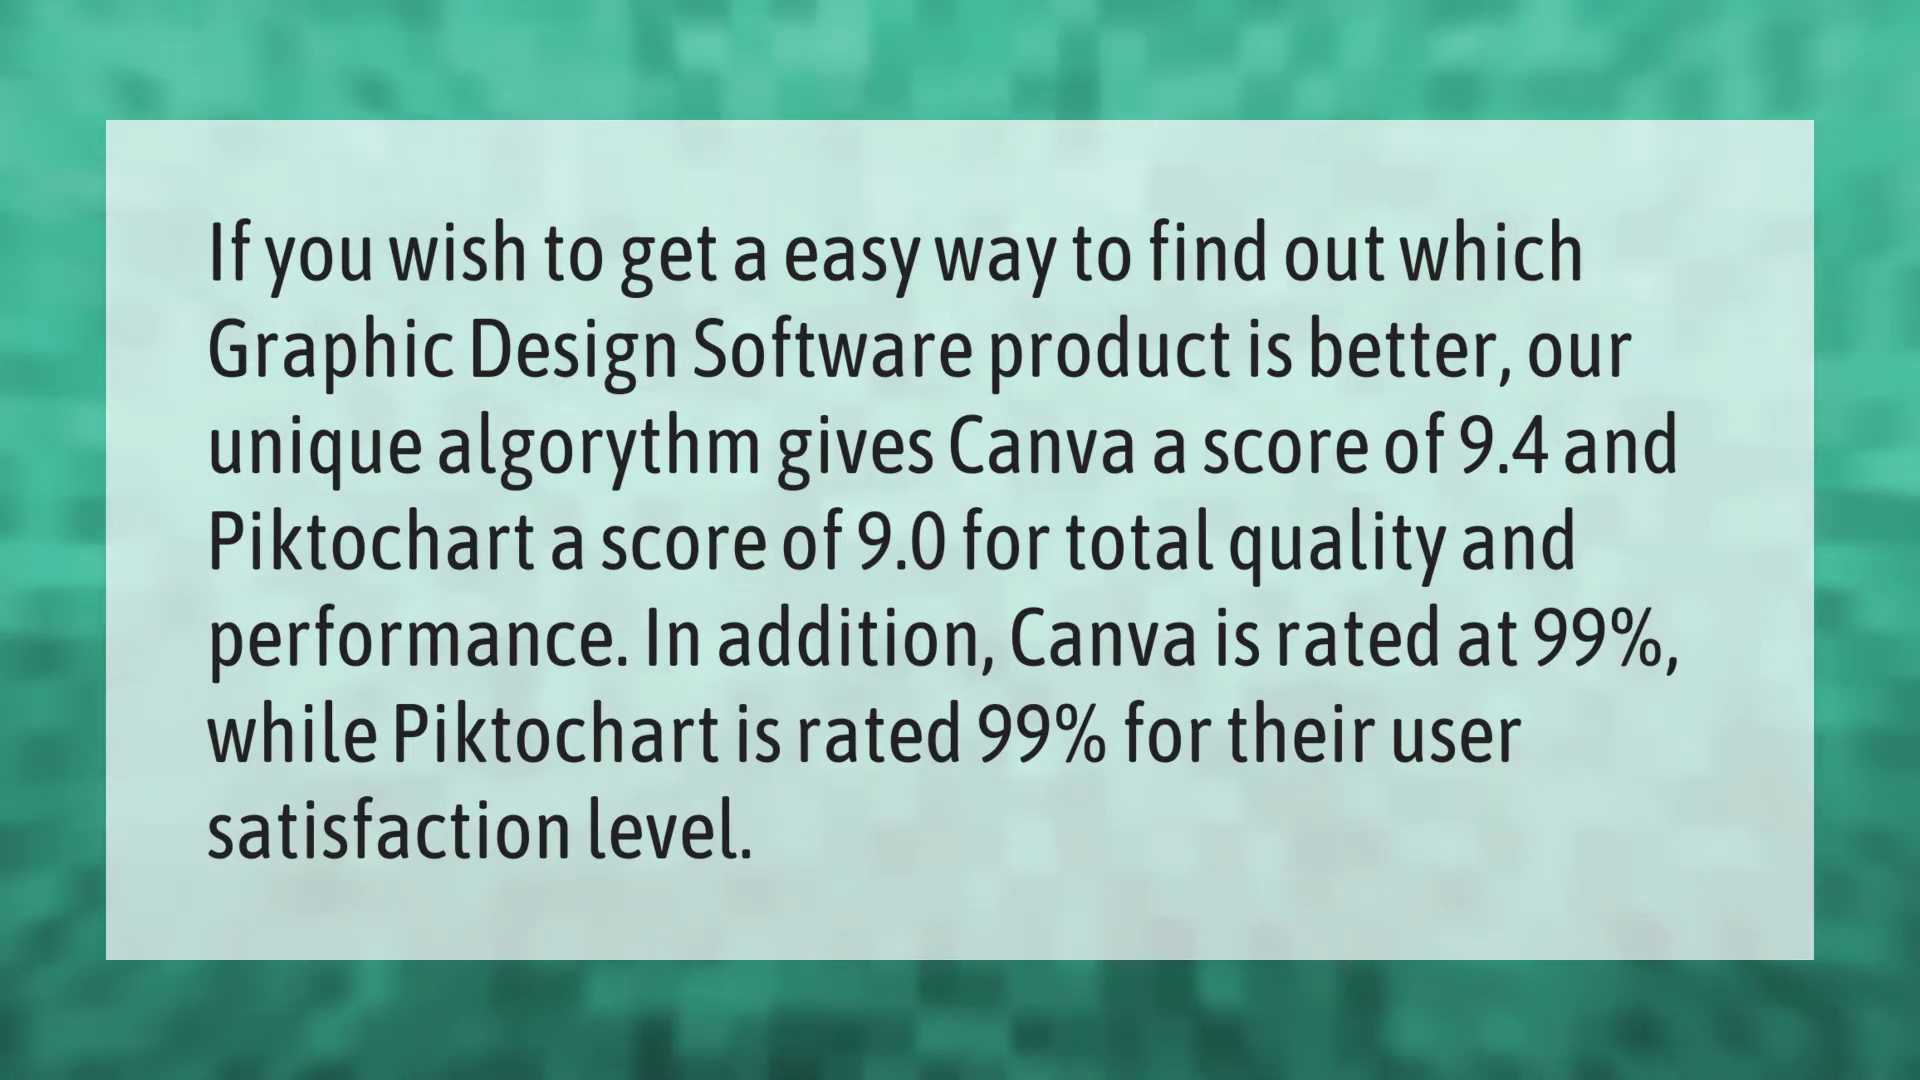 If you wish to get a easy way to find out which
Graphic Design Software product is better, our
unique algorythm gives Canva a score of 9.4 and
Piktochart a score of 9.0 for total quality and
performance. In addition, Canva is rated at 99%,
while Piktochart is rated 99% for their user
satisfaction level.